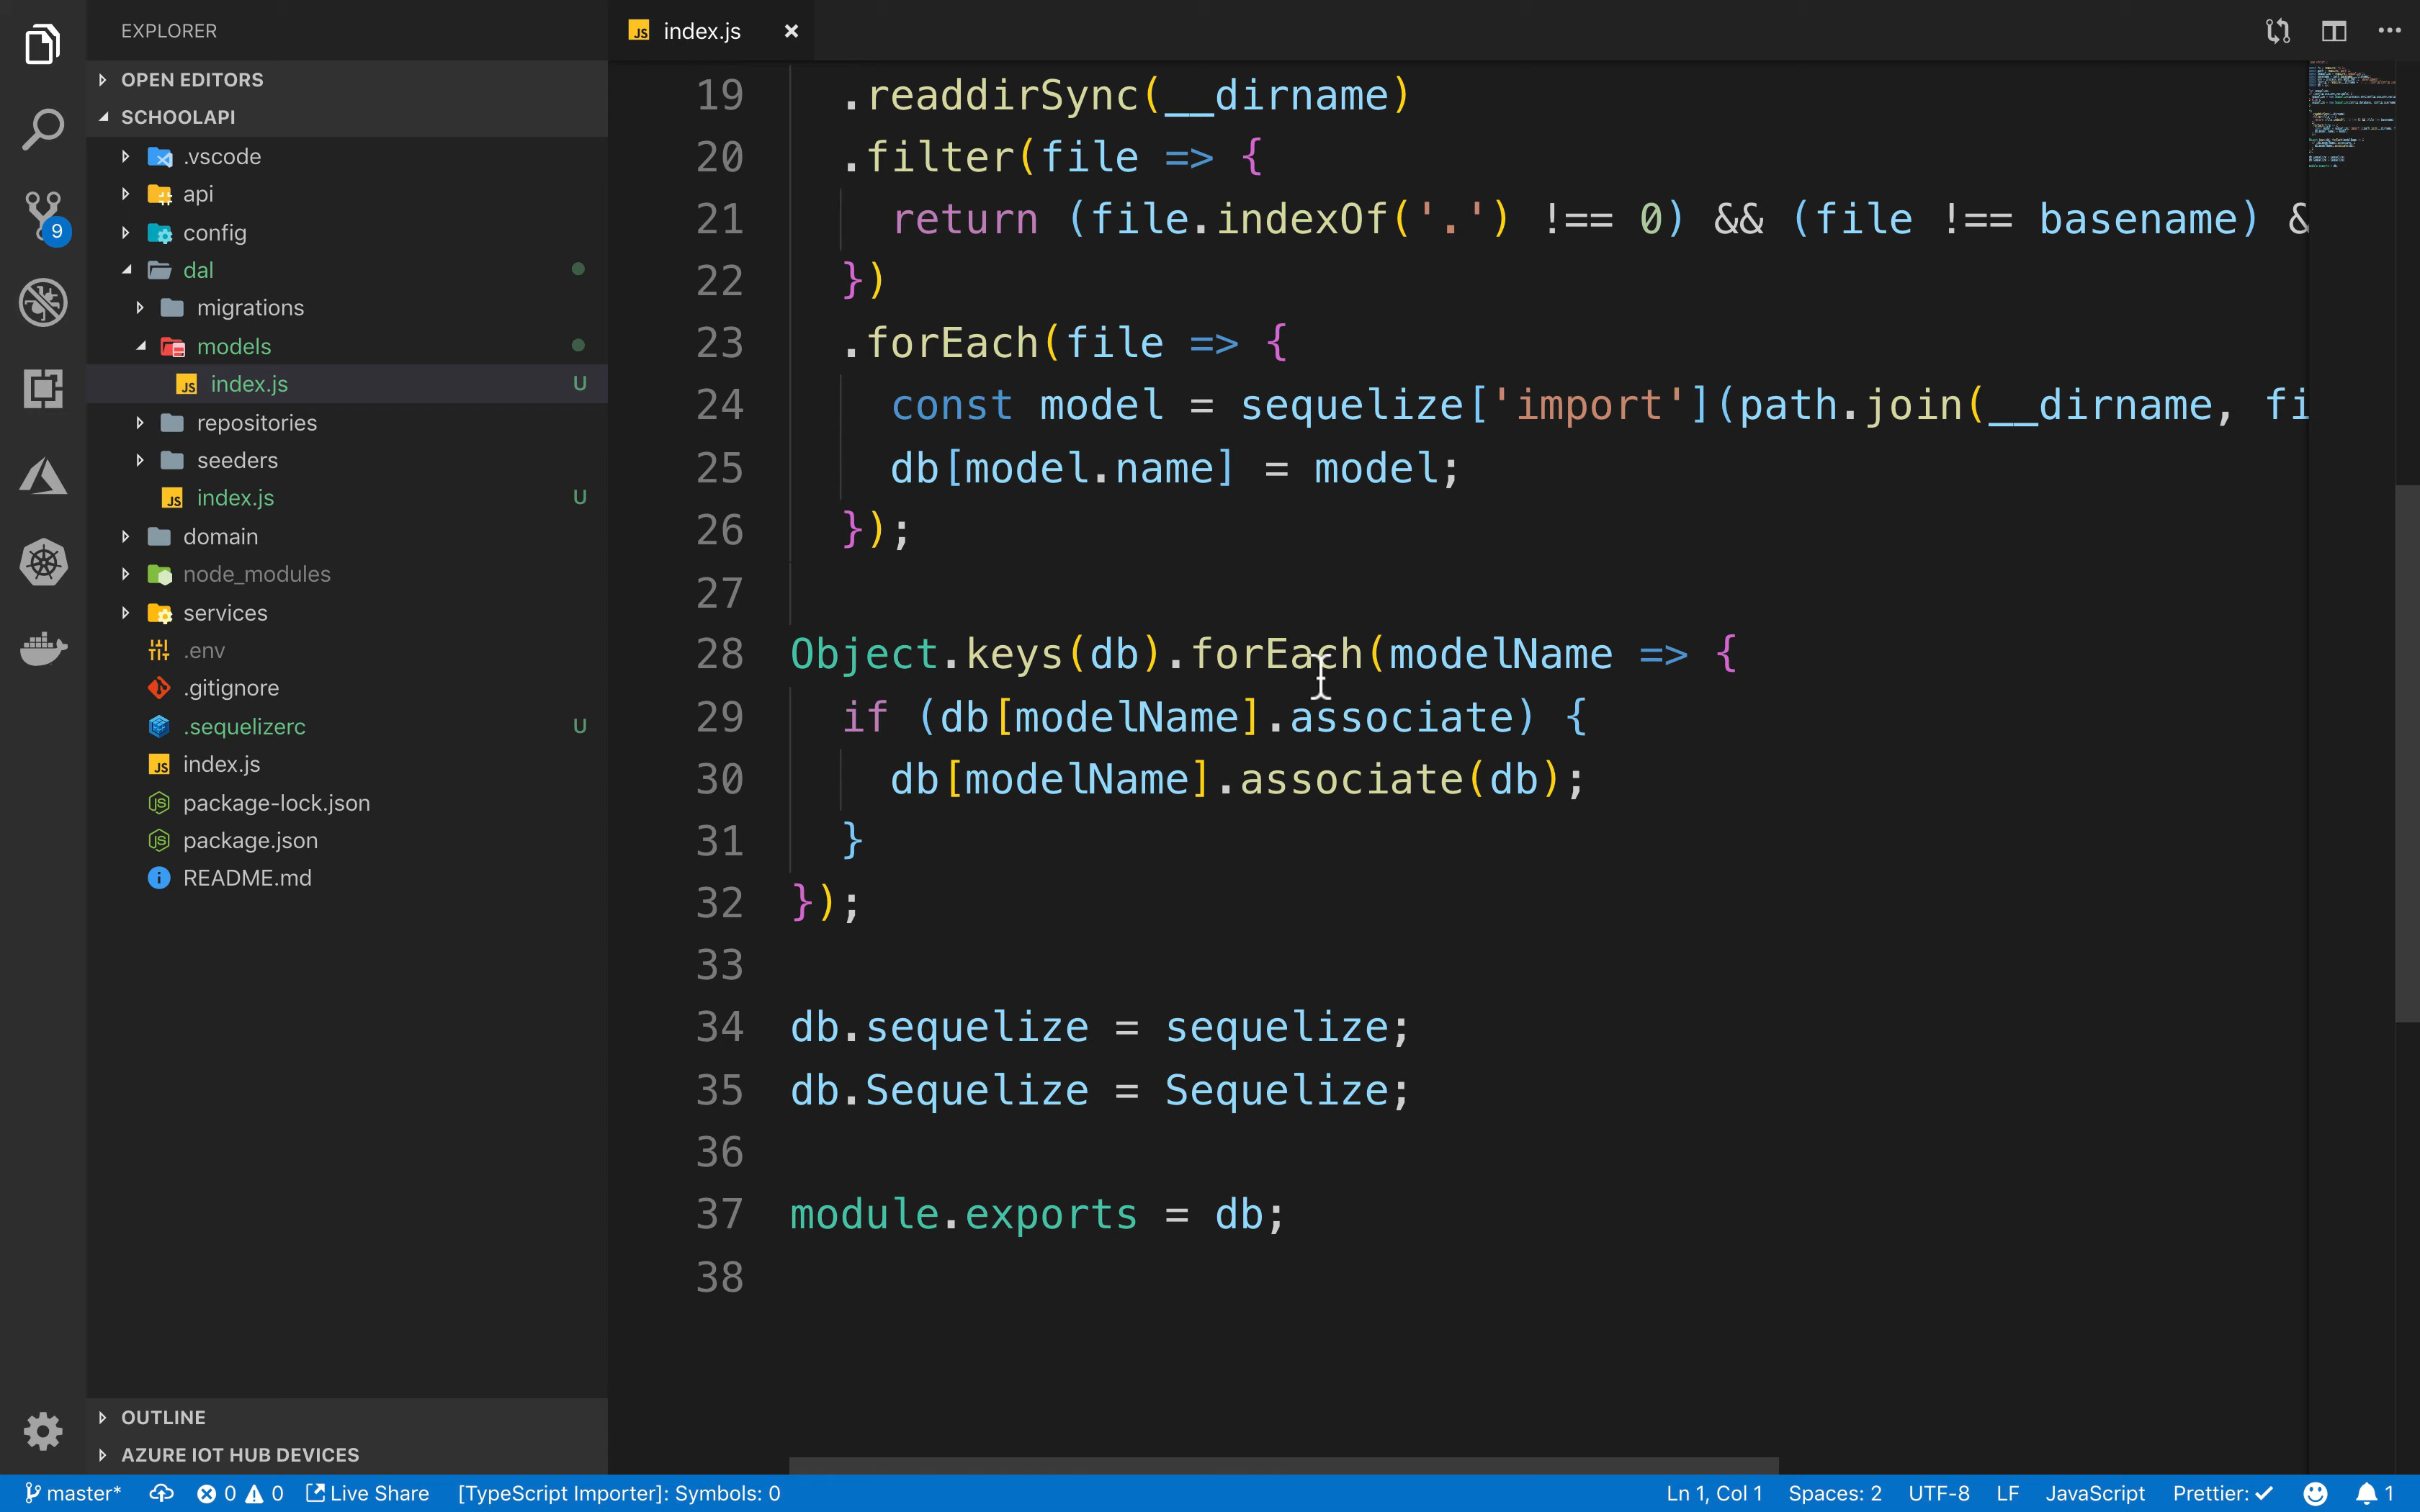 EXPLORER
OPEN EDITORS
SCHOOLAPI
.vscode
api
config
dal
migrations
models
index.js U
repositories
seeders
index.js U
domain
node_modules
services
.env
.gitignore
.sequelizerc U
index.js
package-lock.json
package.json
README.md
OUTLINE
AZURE IOT HUB DEVICES
9
JS index.js ×
19 .readdirSync(__dirname)
20 .filter(file => {
21 return (file.indexOf('.') !== 0) && (file !== basename) &
22 })
23 .forEach(file => {
24 const model = sequelize['import'](path.join(__dirname, fi
25 db[model.name] = model;
26 });
27
28 Object.keys(db).forEach(modelName => {
29 if (db[modelName].associate) {
30 db[modelName].associate(db);
31 }
32 });
33
34 db.sequelize = sequelize;
35 db.Sequelize = Sequelize;
36
37 module.exports = db;
38
master* 0 0 Live Share [TypeScript Importer]: Symbols: 0 Ln 1, Col 1 Spaces: 2 UTF-8 LF JavaScript Prettier: ✓ 1